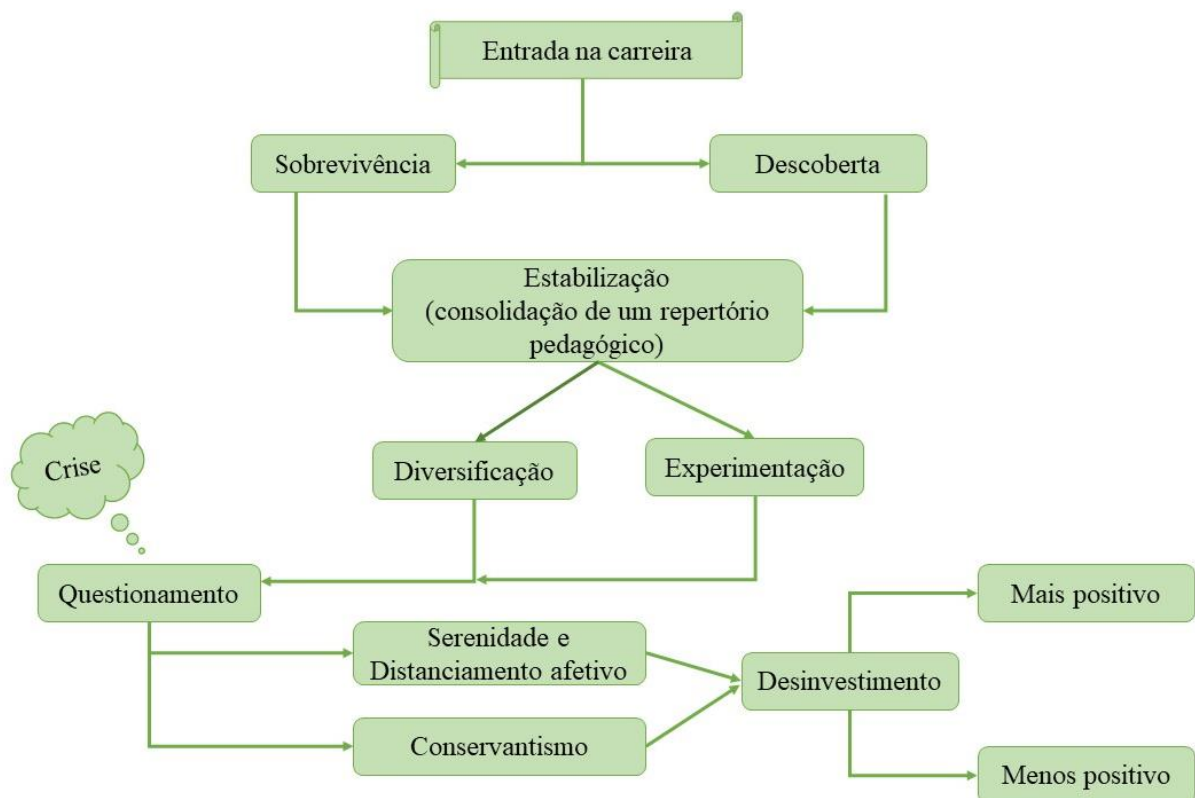 Entrada na carreira
Sobrevivência
Descoberta
Estabilização
(consolidação de um repertório
pedagógico)
Diversificação
Experimentação
Crise
Questionamento
Serenidade e
Distanciamento afetivo
Conservantismo
Desinvestimento
Mais positivo
Menos positivo